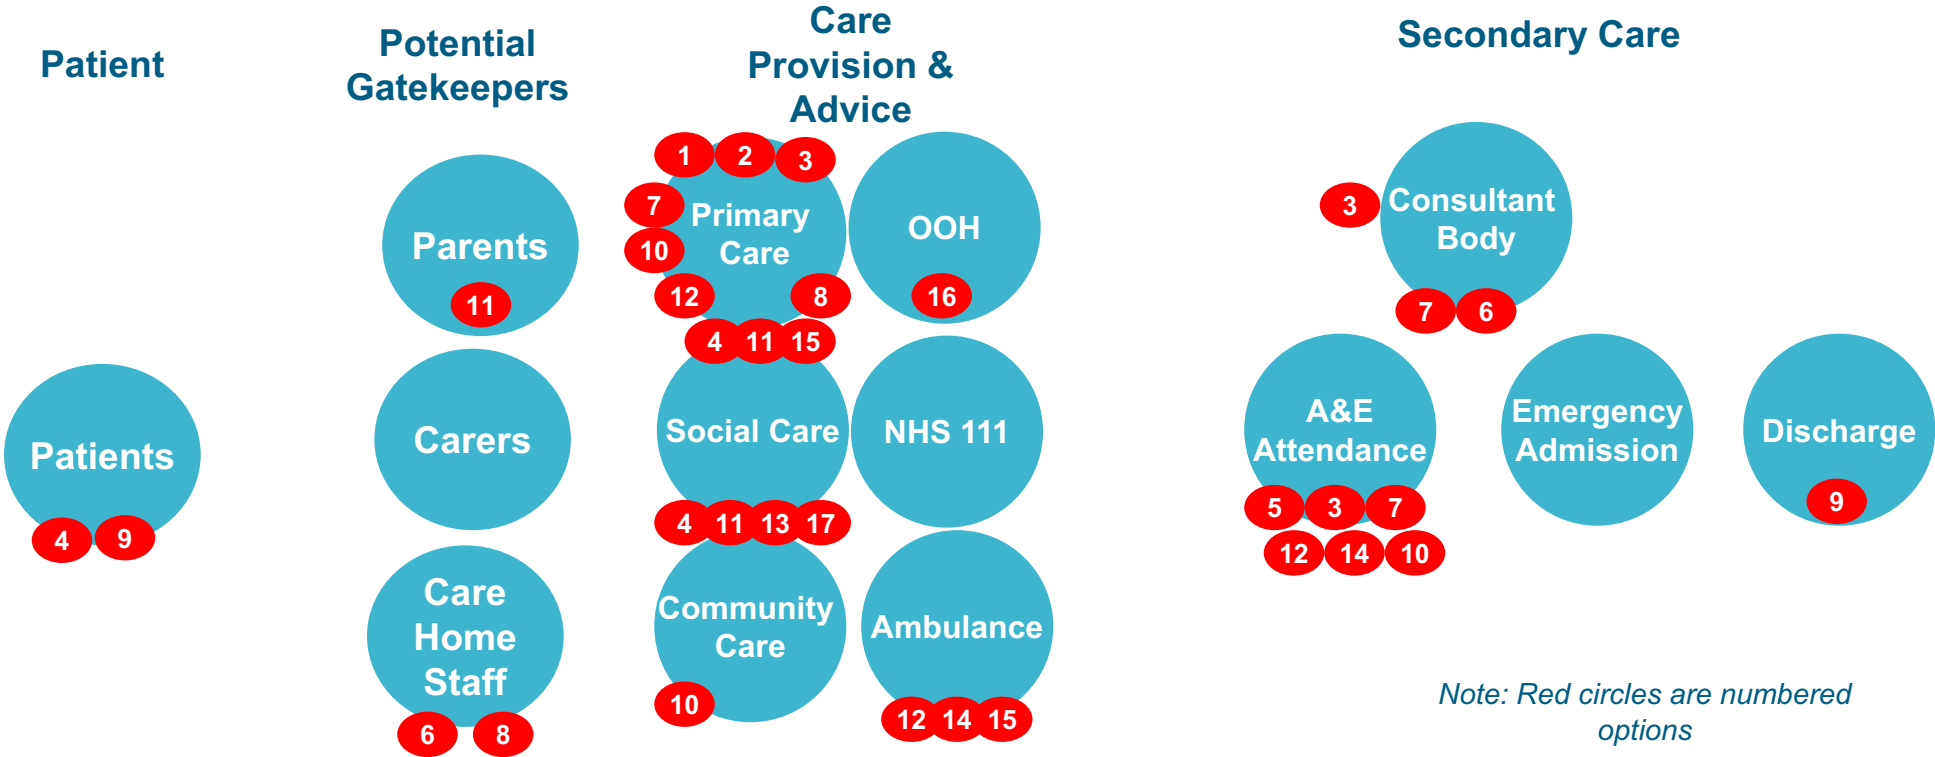 Patient
Potential
Gatekeepers
Care
Provision &
Advice
Secondary Care
Parents
11
Carers
Patients
4 9
Care
Home
Staff
6 8
1 2 3
7
10
Primary
Care
12 8
4 11 15
OOH
16
Social Care
4 11 13 17
NHS 111
Community
Care
10
Ambulance
12 14 15
3
Consultant
Body
7 6
A&E
Attendance
5 3 7
12 14 10
Emergency
Admission
Discharge
9
Note: Red circles are numbered
options